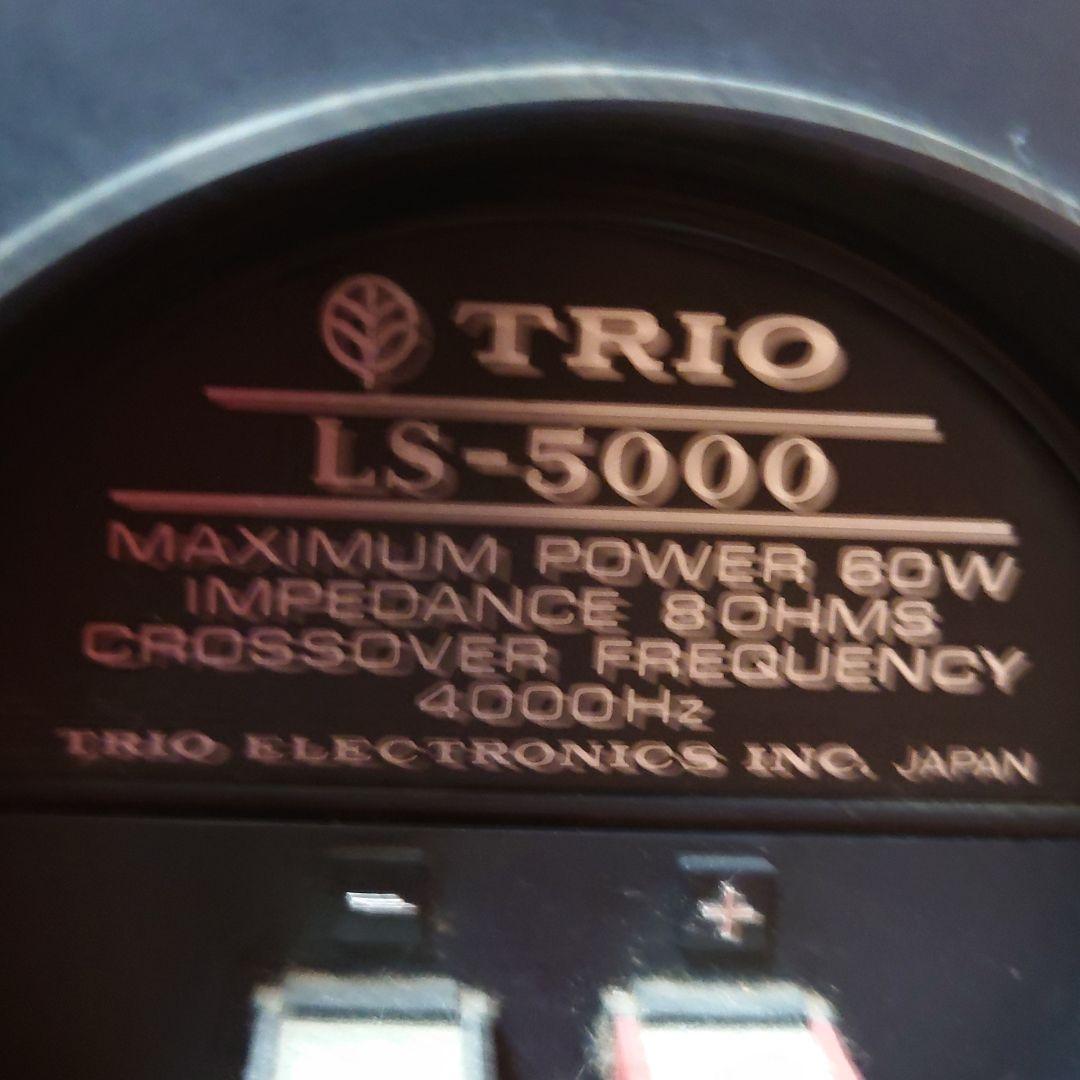 TRIO
LS-5000
MAXIMUM POWER 60W
IMPEDANCE 8 OHMS
CROSSOVER FREQUENCY
4000Hz
TRIO ELECTRONICS INC. JAPAN
- +